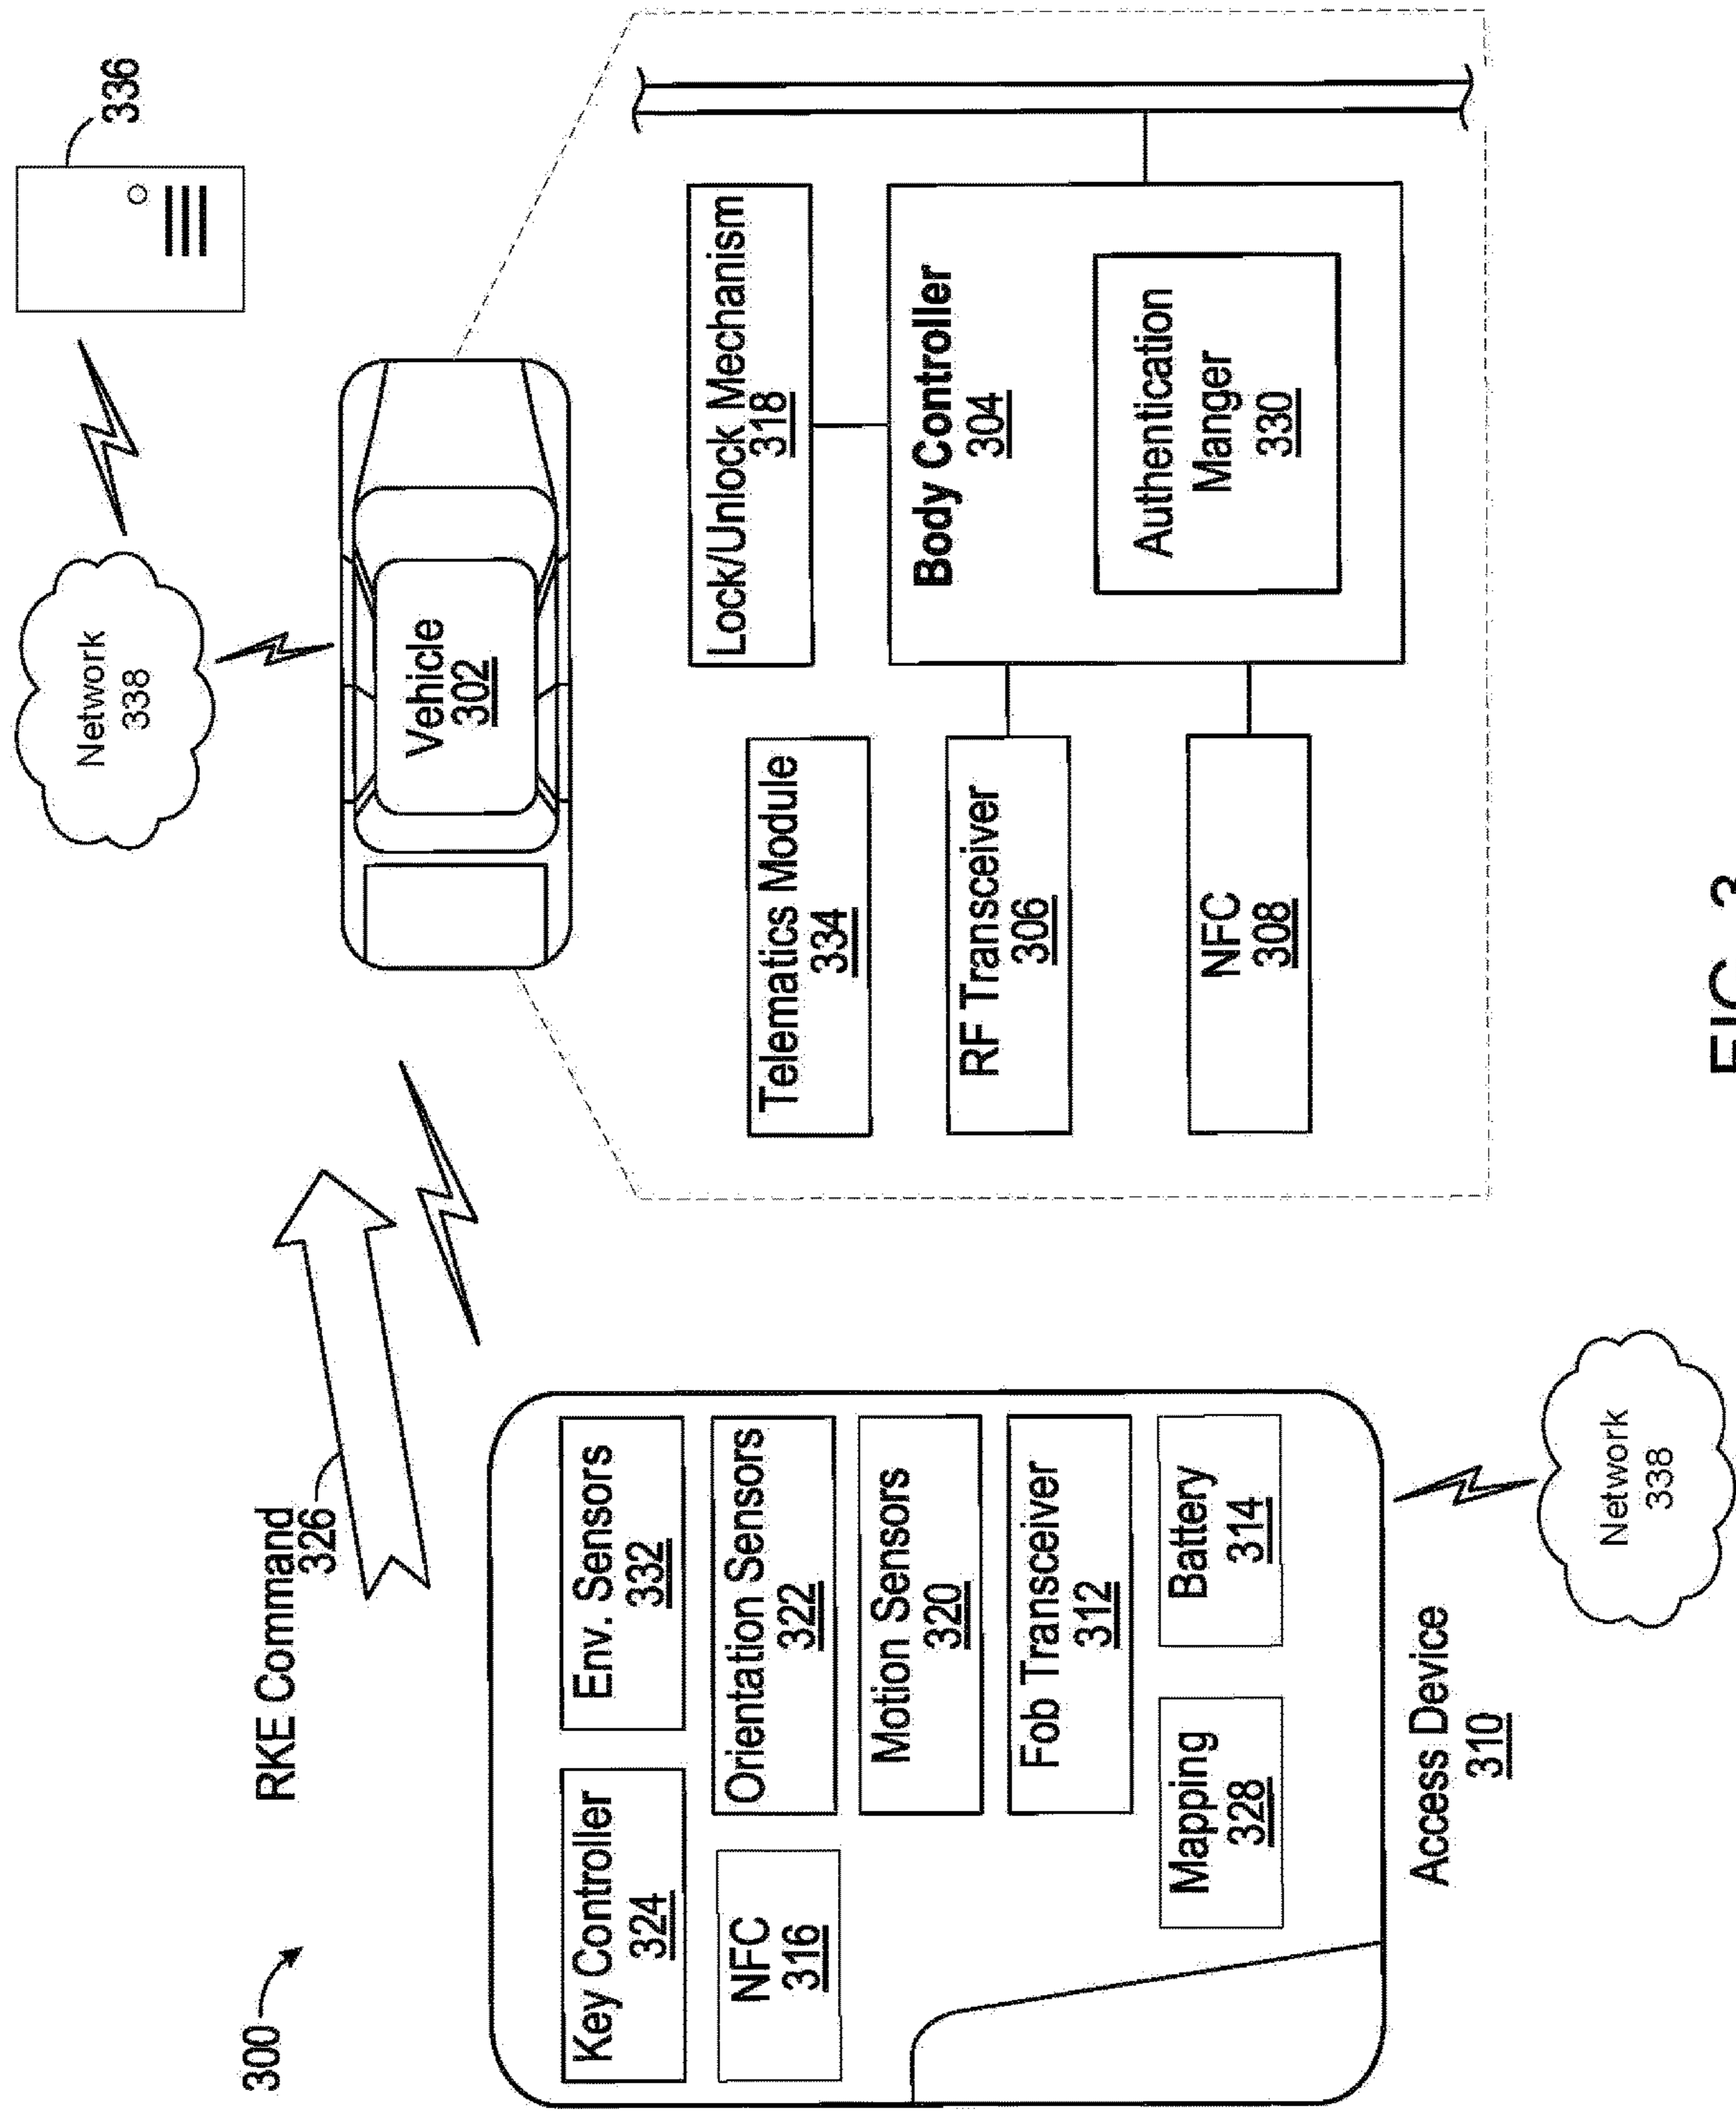 300
RKE Command
326
336
Network
338
Vehicle
302
Key Controller
324
Env. Sensors
332
NFC
316
Orientation Sensors
322
Motion Sensors
320
Fob Transceiver
312
Mapping
328
Battery
314
Access Device
310
Network
338
Telematics Module
334
RF Transceiver
306
NFC
308
Lock/Unlock Mechanism
318
Body Controller
304
Authentication
Manger
330
FIG. 3